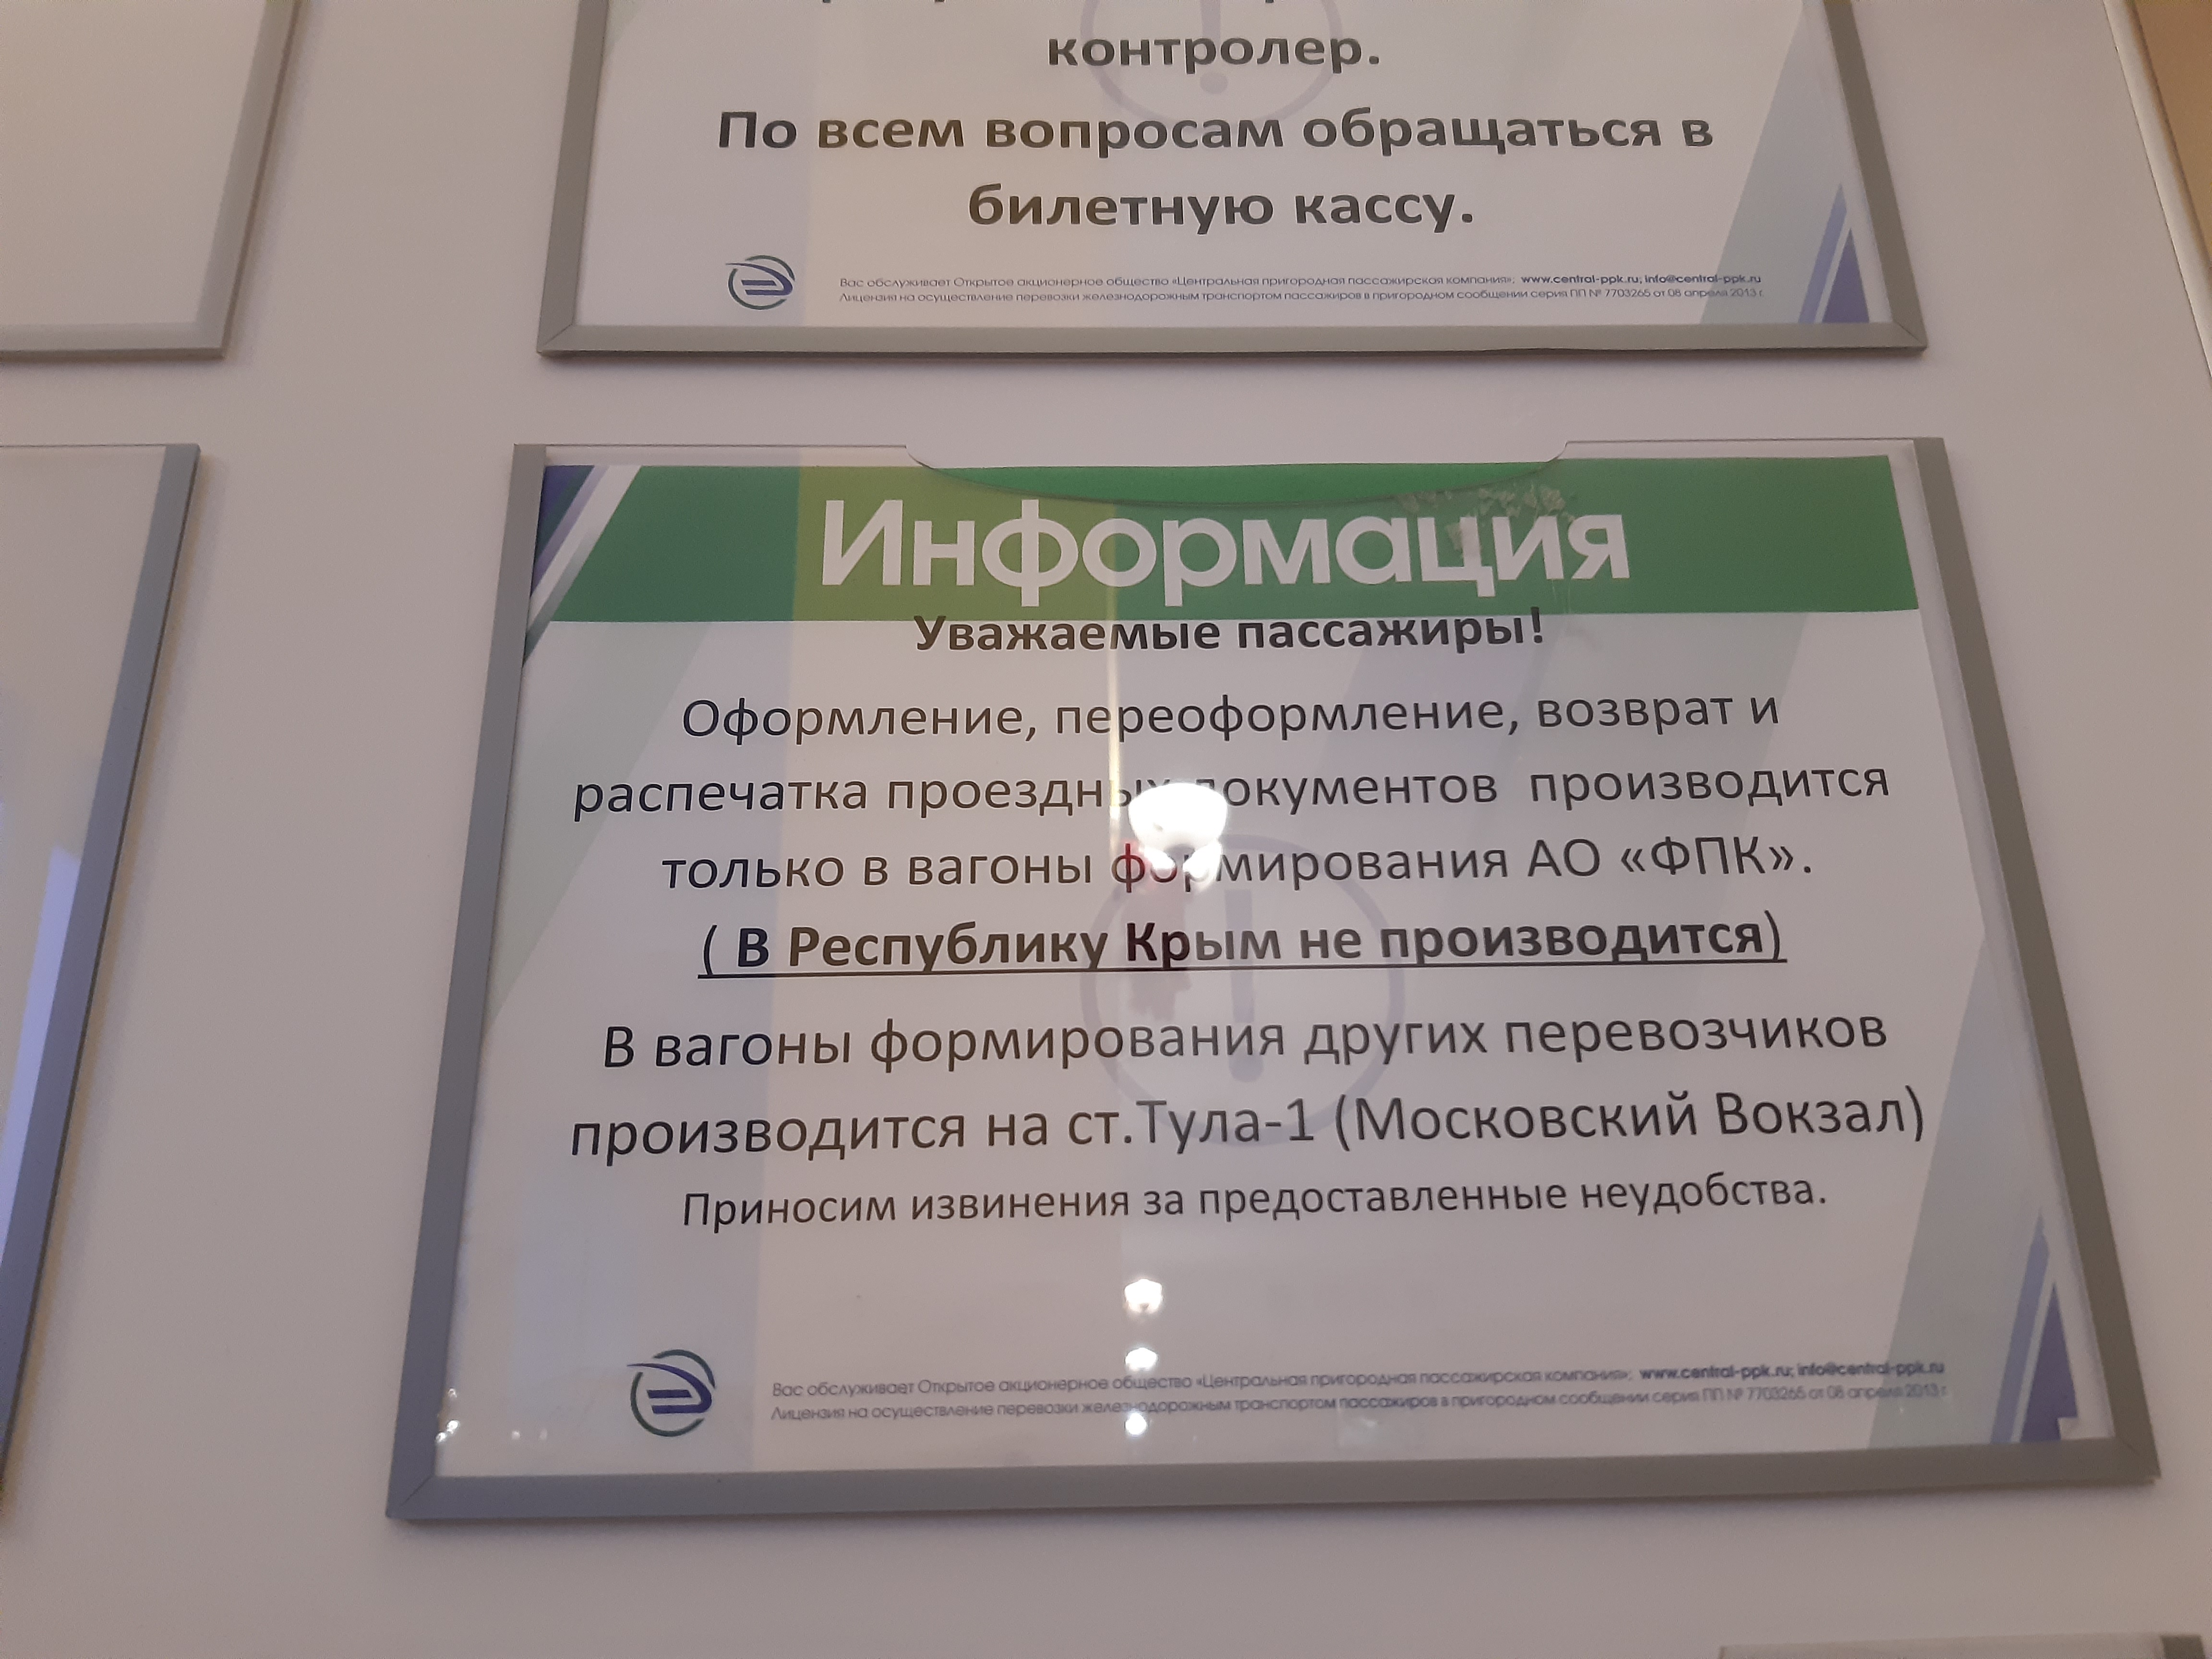 контролер.
По всем вопросам обращаться в
билетную кассу.
Вас обслуживает Открытое акционерное общество «Центральная пригородная пассажирская компания»; www.central-ppk.ru; info@central-ppk.ru
Лицензия на осуществление перевозки железнодорожным транспортом пассажиров в пригородном сообщении серия ПП № 7703265 от 08 апреля 2013 г.
Информация
Уважаемые пассажиры!
Оформление, переоформление, возврат и
распечатка проездных документов производится
только в вагоны формирования АО «ФПК».
( В Республику Крым не производится)
В вагоны формирования других перевозчиков
производится на ст.Тула-1 (Московский Вокзал)
Приносим извинения за предоставленные неудобства.
Вас обслуживает Открытое акционерное общество «Центральная пригородная пассажирская компания»; www.central-ppk.ru; info@central-ppk.ru
Лицензия на осуществление перевозки железнодорожным транспортом пассажиров в пригородном сообщении серия ПП № 7703265 от 08 апреля 2013 г.